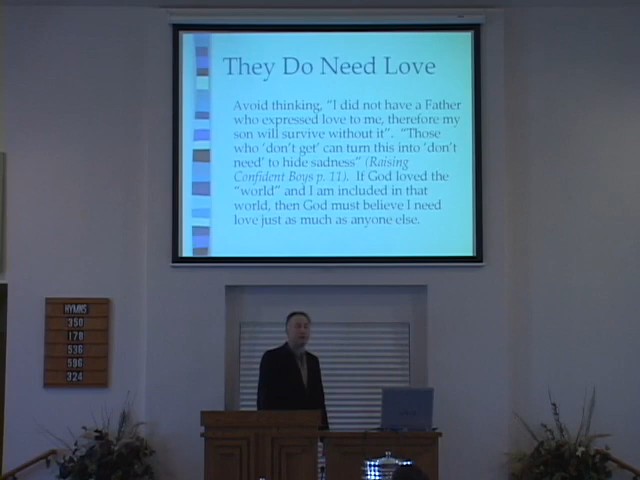 They Do Need Love
Avoid thinking, “I did not have a Father
who expressed love to me, therefore my
son will survive without it”. “Those
who ‘don’t get’ can turn this into ‘don’t
need’ to hide sadness” (Raising
Confident Boys p. 11). If God loved the
“world” and I am included in that
world, then God must believe I need
love just as much as anyone else.
HYMNS
350
178
536
596
324